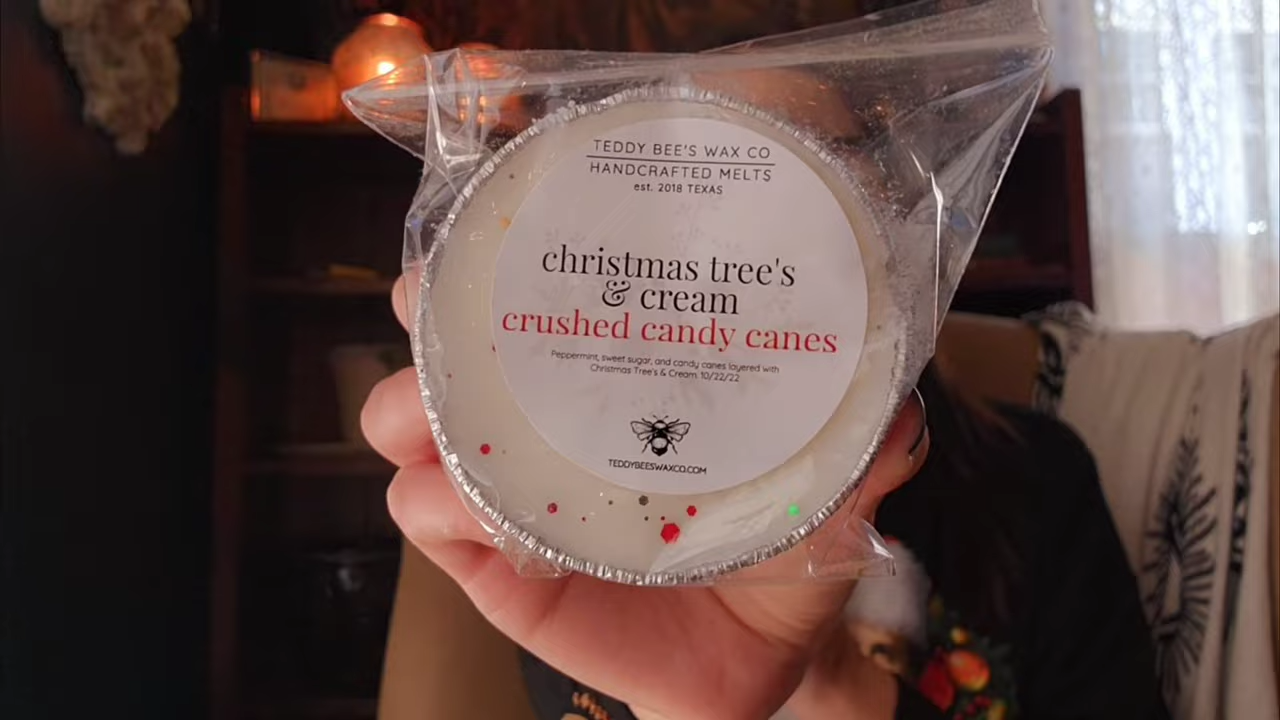 TEDDY BEE'S WAX CO
HANDCRAFTED MELTS
est. 2018 TEXAS
christmas tree's
& cream
crushed candy canes
Peppermint, sweet sugar, and candy canes layered with
Christmas Tree's & Cream. 10/22/22
TEDDYBEESWAXCO.COM